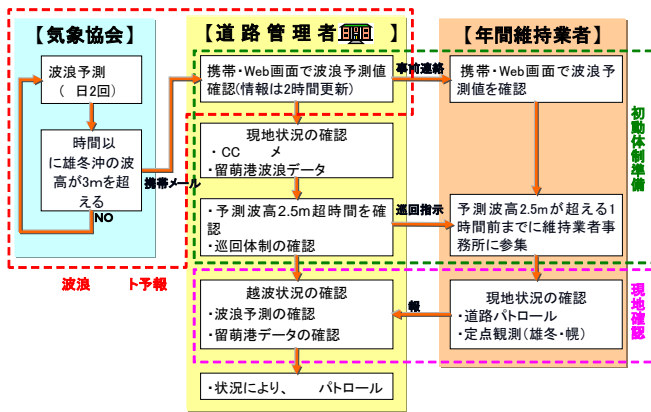 【気象協会】
波浪予測
( 日2回)
時間以
に雄冬沖の波
高が3mを超
える
NO
携帯メール
波浪 ト予報
【道路管理者 】
携帯・Web画面で波浪予測値
確認(情報は2時間更新)
現地状況の確認
・CC メ
・留萌港波浪データ
・予測波高2.5m超時間を確
認
・巡回体制の確認
越波状況の確認
・波浪予測の確認
・留萌港データの確認
・状況により、 パトロール
事前連絡
巡回指示
報
【年間維持業者】
携帯・Web画面で波浪予
測値を確認
予測波高2.5mが超える1
時間前までに維持業者事
務所に参集
現地状況の確認
・道路パトロール
・定点観測(雄冬・幌)
初動体制準備
現地確認